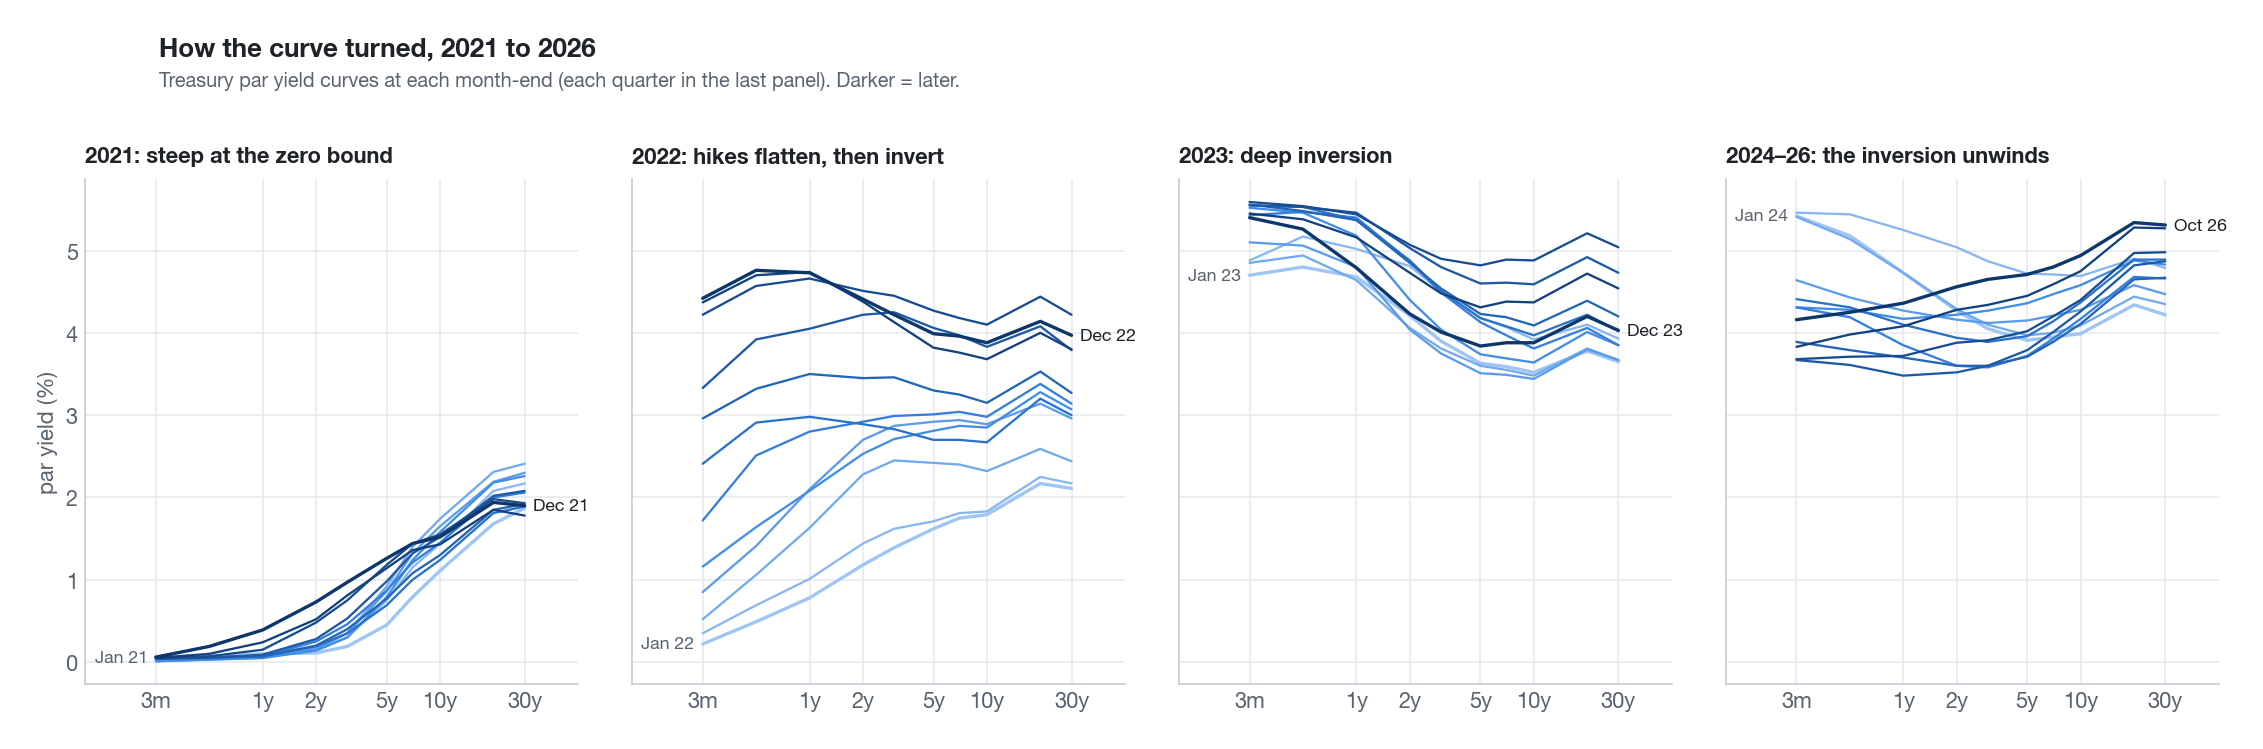 How the curve turned, 2021 to 2026
Treasury par yield curves at each month-end (each quarter in the last panel). Darker = later.
2021: steep at the zero bound
2022: hikes flatten, then invert
2023: deep inversion
2024–26: the inversion unwinds
par yield (%)
5
4
3
2
1
0
Jan 21
Dec 21
3m 1y 2y 5y 10y 30y
Jan 22
Dec 22
3m 1y 2y 5y 10y 30y
Jan 23
Dec 23
3m 1y 2y 5y 10y 30y
Jan 24
Oct 26
3m 1y 2y 5y 10y 30y